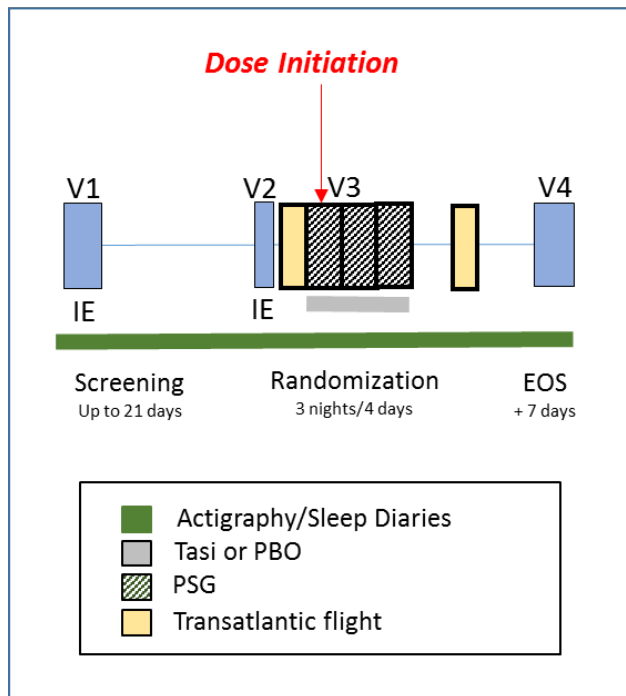 Dose Initiation
V1
V2
V3
V4
IE
IE
Screening
Up to 21 days
Randomization
3 nights/4 days
EOS
+ 7 days
Actigraphy/Sleep Diaries
Tasi or PBO
PSG
Transatlantic flight